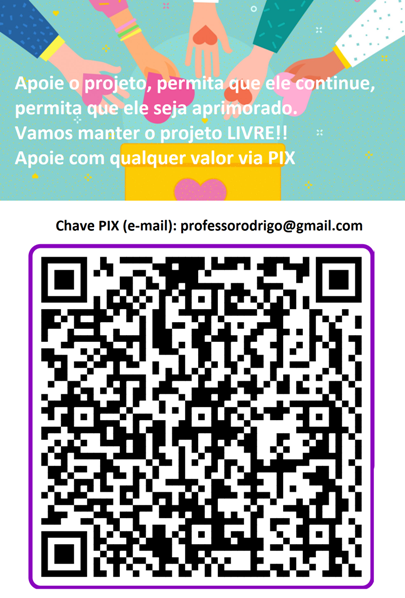 Apoie o projeto, permita que ele continue,
permita que ele seja aprimorado.
Vamos manter o projeto LIVRE!!
Apoie com qualquer valor via PIX
Chave PIX (e-mail): professorodrigo@gmail.com